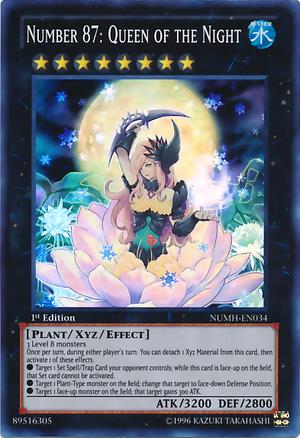 NUMBER 87: QUEEN OF THE NIGHT
WATER
水
1st Edition
NUMH-EN034
[PLANT/XYZ/EFFECT]
3 Level 8 monsters
Once per turn, during either player's turn: You can detach 1 Xyz Material from this card, then
activate 1 of these effects.
● Target 1 Set Spell/Trap Card your opponent controls; while this card is face-up on the field,
that Set card cannot be activated.
● Target 1 Plant-Type monster on the field; change that target to face-down Defense Position.
● Target 1 face-up monster on the field; that target gains 300 ATK.
ATK/3200 DEF/2800
89516305
©1996 KAZUKI TAKAHASHI